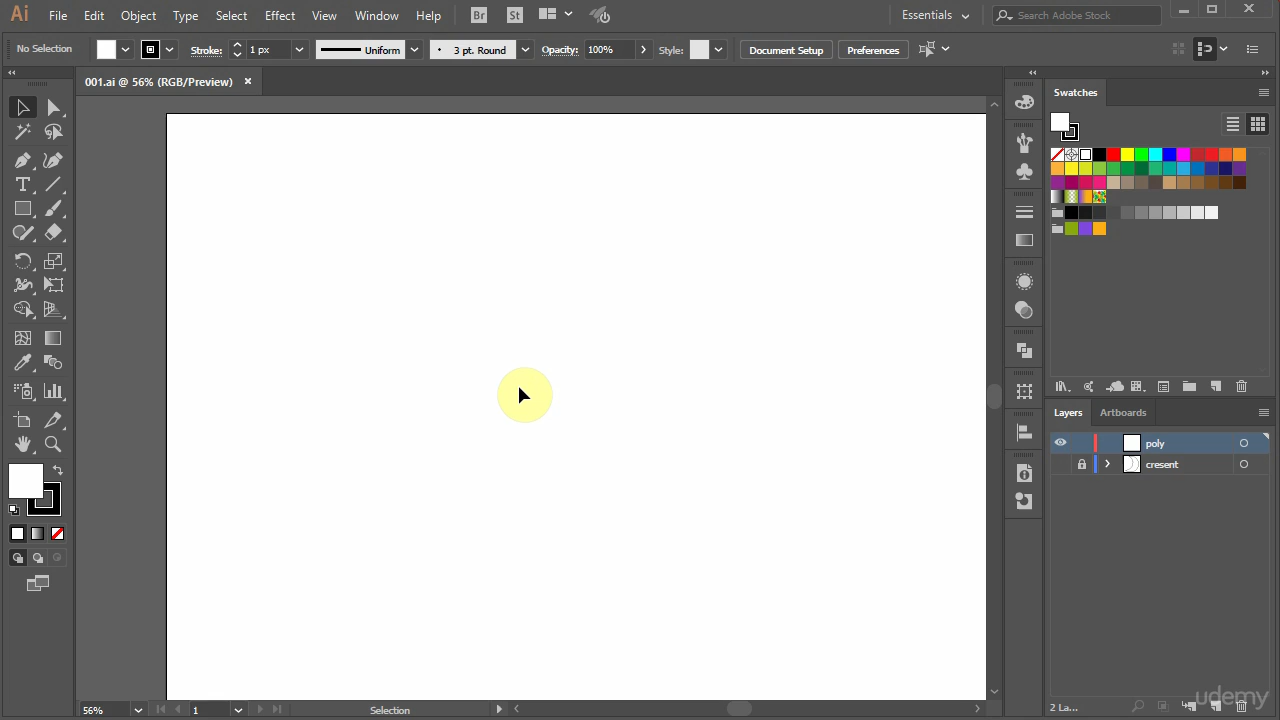 Ai File Edit Object Type Select Effect View Window Help Br St Essentials Search Adobe Stock
No Selection Stroke: 1 px Uniform 3 pt. Round Opacity: 100% Style: Document Setup Preferences
001.ai @ 56% (RGB/Preview)
Swatches
Layers Artboards
poly
cresent
56% 1 Selection 2 La...
udemy